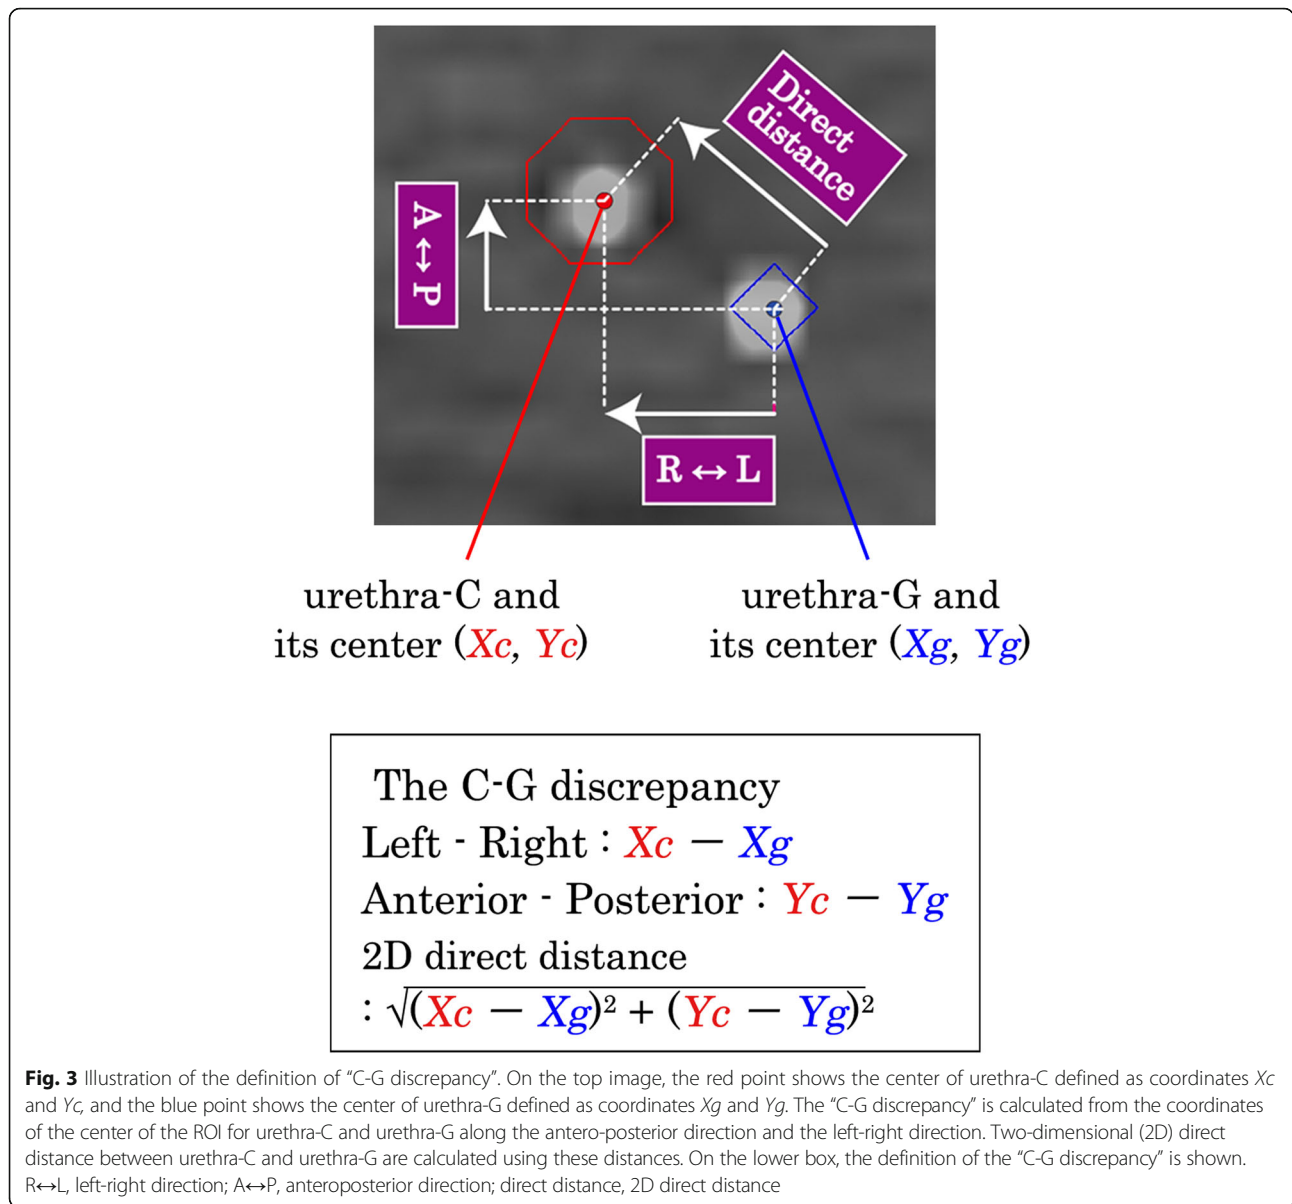 Direct
distance
A ↔ P
R ↔ L
urethra-C and
its center (Xc, Yc)
urethra-G and
its center (Xg, Yg)
The C-G discrepancy
Left - Right : Xc − Xg
Anterior - Posterior : Yc − Yg
2D direct distance
: √(Xc − Xg)² + (Yc − Yg)²
Fig. 3 Illustration of the definition of “C-G discrepancy”. On the top image, the red point shows the center of urethra-C defined as coordinates Xc
and Yc, and the blue point shows the center of urethra-G defined as coordinates Xg and Yg. The “C-G discrepancy” is calculated from the coordinates
of the center of the ROI for urethra-C and urethra-G along the antero-posterior direction and the left-right direction. Two-dimensional (2D) direct
distance between urethra-C and urethra-G are calculated using these distances. On the lower box, the definition of the “C-G discrepancy” is shown.
R↔L, left-right direction; A↔P, anteroposterior direction; direct distance, 2D direct distance